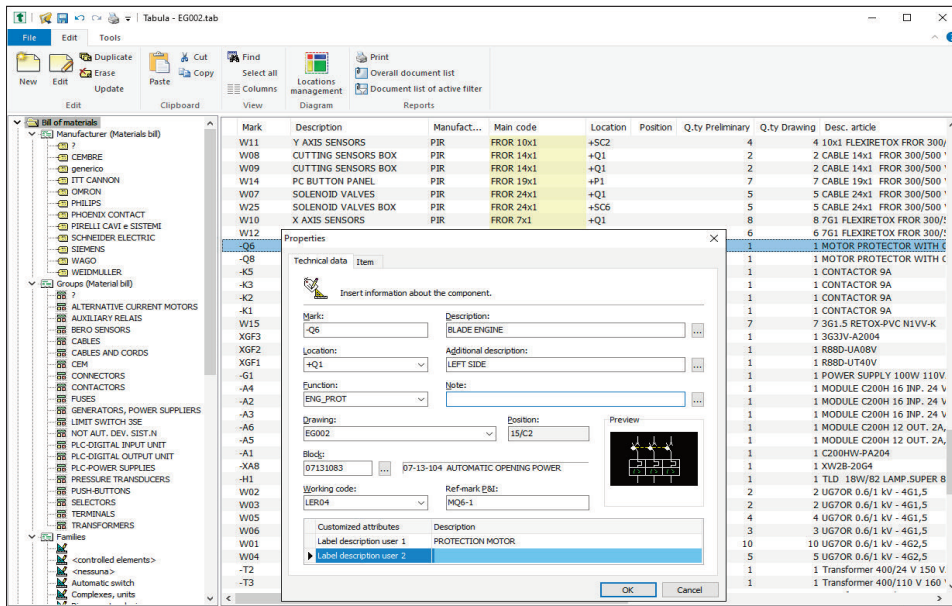 Tabula - EG002.tab
File Edit Tools
Duplicate Cut Find Print
Erase Copy Select all Overall document list
New Edit Update Paste Columns Locations management Document list of active filter
Edit Clipboard View Diagram Reports
Bill of materials
Manufacturer (Materials bill)
?
CEMBRE
generico
ITT CANNON
OMRON
PHILIPS
PHOENIX CONTACT
PIRELLI CAVI e SISTEMI
SCHNEIDER ELECTRIC
SIEMENS
WAGO
WEIDMULLER
Groups (Material bill)
?
ALTERNATIVE CURRENT MOTORS
AUXILIARY RELAIS
BERO SENSORS
CABLES
CABLES AND CORDS
CEM
CONNECTORS
CONTACTORS
FUSES
GENERATORS, POWER SUPPLIERS
LIMIT SWITCH 3SE
NOT AUT. DEV. SIST.N
PLC-DIGITAL INPUT UNIT
PLC-DIGITAL OUTPUT UNIT
PLC-POWER SUPPLIES
PRESSURE TRANSDUCERS
PUSH-BUTTONS
SELECTORS
TERMINALS
TRANSFORMERS
Families
<controlled elements>
<nessuna>
Automatic switch
Complexes, units
Mark Description Manufact... Main code Location Position Q.ty Preliminary Q.ty Drawing Desc. article
W11 Y AXIS SENSORS PIR FROR 10x1 +SC2 4 4 10x1 FLEXIRETOX FROR 300/
W08 CUTTING SENSORS BOX PIR FROR 14x1 +Q1 2 2 CABLE 14x1 FROR 300/500
W09 CUTTING SENSORS BOX PIR FROR 14x1 +Q1 2 2 CABLE 14x1 FROR 300/500
W14 PC BUTTON PANEL PIR FROR 19x1 +P1 7 7 CABLE 19x1 FROR 300/500
W07 SOLENOID VALVES PIR FROR 24x1 +Q1 5 5 CABLE 24x1 FROR 300/500
W25 SOLENOID VALVES BOX PIR FROR 24x1 +SC6 5 5 CABLE 24x1 FROR 300/500
W10 X AXIS SENSORS PIR FROR 7x1 +Q1 8 8 7G1 FLEXIRETOX FROR 300/5
W12 6 6 7G1 FLEXIRETOX FROR 300/5
-Q6 1 1 MOTOR PROTECTOR WITH C
-Q8 1 1 MOTOR PROTECTOR WITH C
-K5 1 1 CONTACTOR 9A
-K3 1 1 CONTACTOR 9A
-K2 1 1 CONTACTOR 9A
-K1 1 1 CONTACTOR 9A
W15 7 7 3G1.5 RETOX-PVC N1VV-K
XGF3 1 1 3G3JV-A2004
XGF2 1 1 R88D-UA08V
XGF1 1 1 R88D-UT40V
-G1 1 1 POWER SUPPLY 100W 110V
-A4 1 1 MODULE C200H 16 INP. 24 V
-A2 1 1 MODULE C200H 16 INP. 24 V
-A3 1 1 MODULE C200H 16 INP. 24 V
-A6 1 1 MODULE C200H 12 OUT. 2A,
-A5 1 1 MODULE C200H 12 OUT. 2A,
-A1 1 1 C200HW-PA204
-XA8 1 1 XW2B-20G4
-H1 1 1 TLD 18W/82 LAMP.SUPER 8
W02 2 2 UG7OR 0.6/1 kV - 4G1,5
W03 2 2 UG7OR 0.6/1 kV - 4G1,5
W05 4 4 UG7OR 0.6/1 kV - 4G1,5
W06 3 3 UG7OR 0.6/1 kV - 4G1,5
W01 10 10 UG7OR 0.6/1 kV - 4G2,5
W04 5 5 UG7OR 0.6/1 kV - 4G2,5
-T2 1 1 Transformer 400/24 V 150 V
-T3 1 1 Transformer 400/110 V 160
Properties
Technical data Item
Insert information about the component.
Mark: Description:
-Q6 BLADE ENGINE ...
Location: Additional description:
+Q1 LEFT SIDE ...
Function: Note:
ENG_PROT ...
Drawing: Position: Preview
EG002 15/C2
Block:
07131083 ... 07-13-104 AUTOMATIC OPENING POWER
Working code: Ref-mark P&I:
LER04 MQ6-1
Customized attributes Description
Label description user 1 PROTECTION MOTOR
Label description user 2
OK Cancel